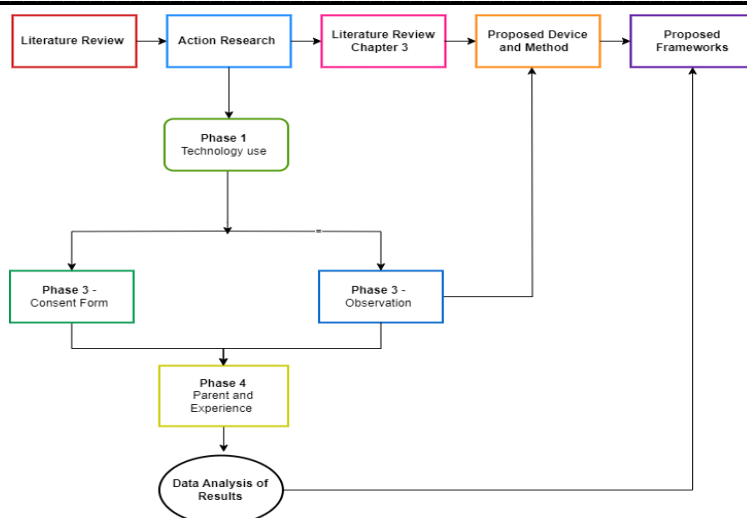 Literature Review
Action Research
Literature Review
Chapter 3
Proposed Device
and Method
Proposed
Frameworks
Phase 1
Technology use
Phase 3 -
Consent Form
Phase 3 -
Observation
Phase 4
Parent and
Experience
Data Analysis of
Results